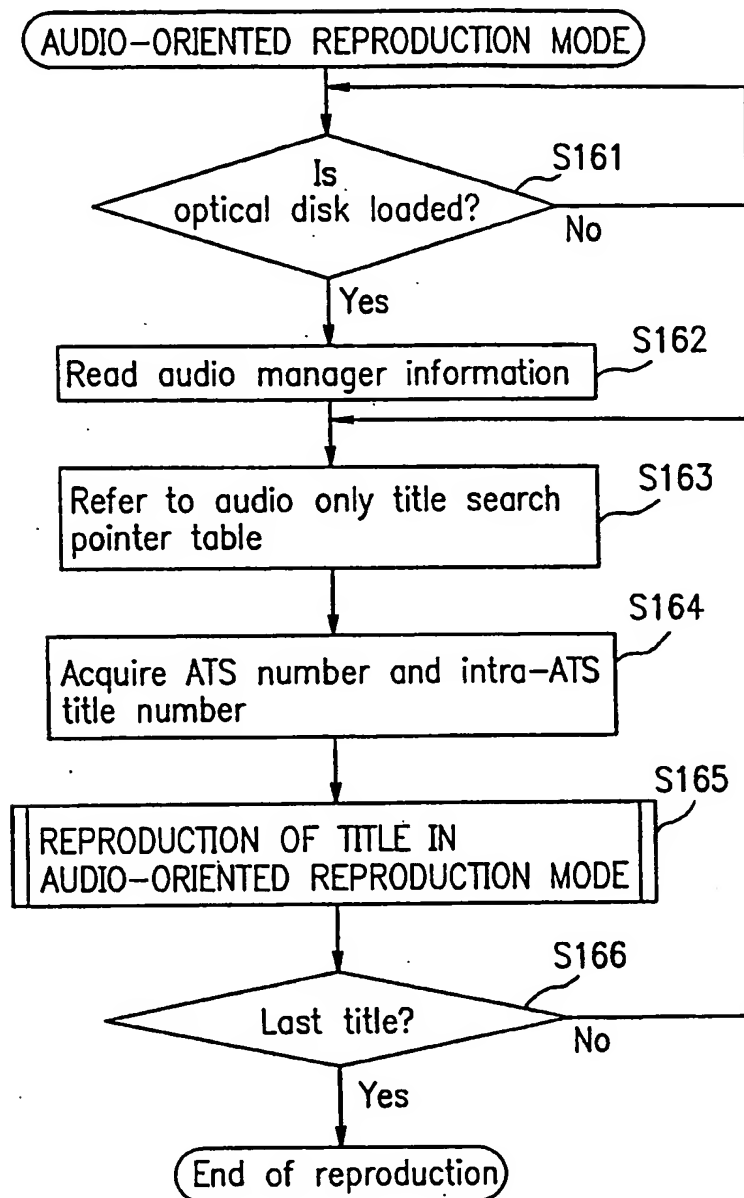 AUDIO-ORIENTED REPRODUCTION MODE
S161
Is
optical disk loaded?
No
Yes
S162
Read audio manager information
S163
Refer to audio only title search
pointer table
S164
Acquire ATS number and intra-ATS
title number
S165
REPRODUCTION OF TITLE IN
AUDIO-ORIENTED REPRODUCTION MODE
S166
Last title?
No
Yes
End of reproduction